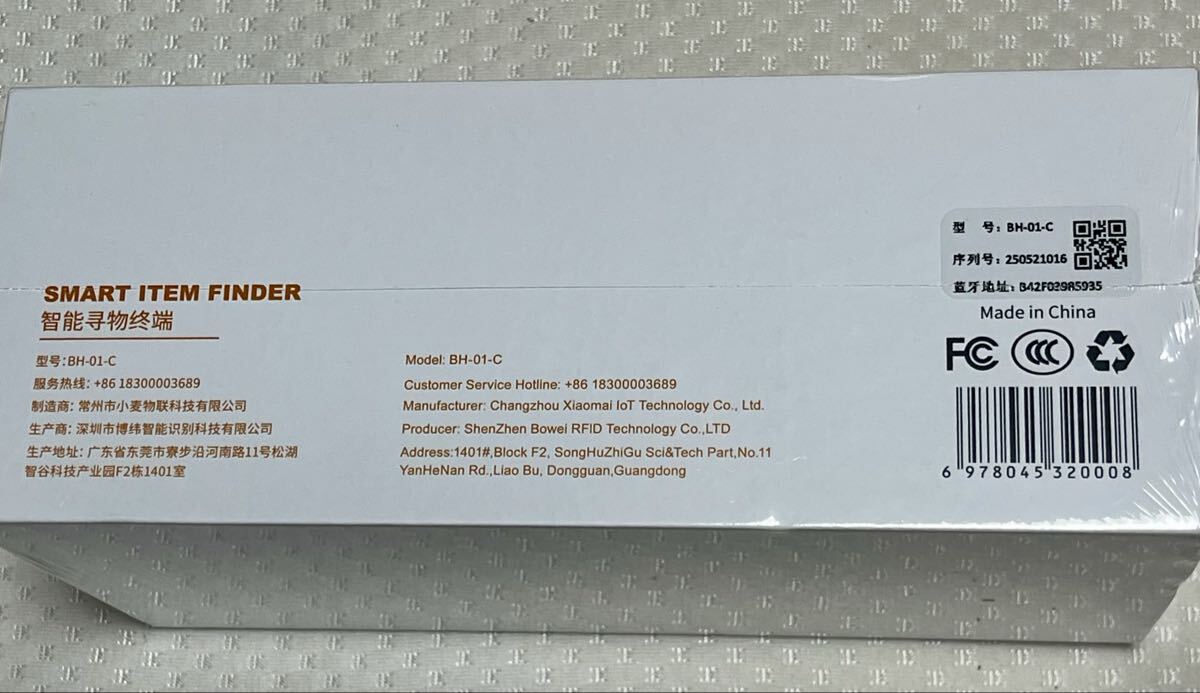 SMART ITEM FINDER
智能寻物终端
型号:BH-01-C
服务热线: +86 18300003689
制造商: 常州市小麦物联科技有限公司
生产商: 深圳市博纬智能识别科技有限公司
生产地址: 广东省东莞市寮步沿河南路11号松湖
智谷科技产业园F2栋1401室
Model: BH-01-C
Customer Service Hotline: +86 18300003689
Manufacturer: Changzhou Xiaomai IoT Technology Co., Ltd.
Producer: ShenZhen Bowei RFID Technology Co.,LTD
Address:1401#,Block F2, SongHuZhiGu Sci&Tech Part,No.11
YanHeNan Rd.,Liao Bu, Dongguan,Guangdong
型 号: BH-01-C
序列号: 250521016
蓝牙地址: B42F03985935
Made in China
FC CCC
6 978045 320008